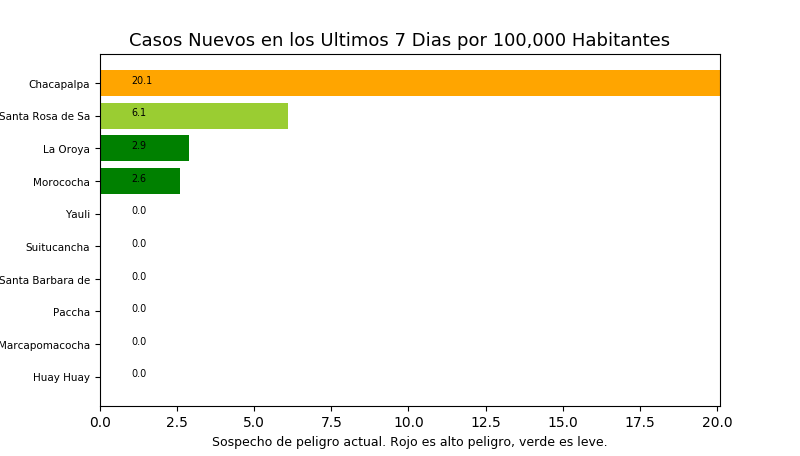 Casos Nuevos en los Ultimos 7 Dias por 100,000 Habitantes
Chacapalpa 20.1
Santa Rosa de Sa 6.1
La Oroya 2.9
Morococha 2.6
Yauli 0.0
Suitucancha 0.0
Santa Barbara de 0.0
Paccha 0.0
Marcapomacocha 0.0
Huay Huay 0.0
0.0 2.5 5.0 7.5 10.0 12.5 15.0 17.5 20.0
Sospecho de peligro actual. Rojo es alto peligro, verde es leve.